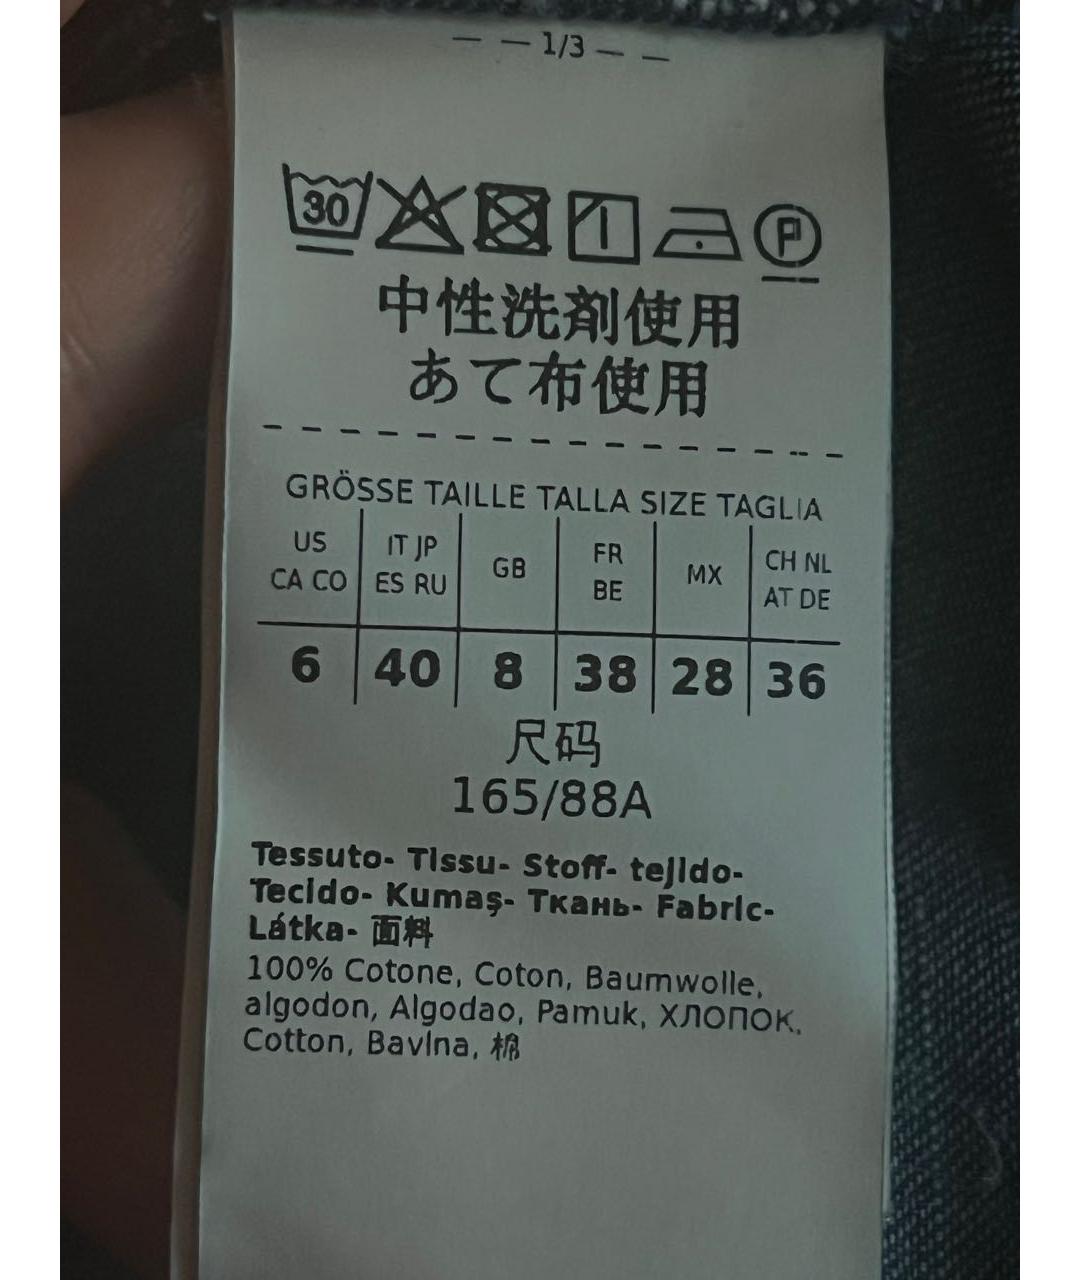 — — 1/3 — —
30 P
中性洗剤使用
あて布使用
GRÖSSE TAILLE TALLA SIZE TAGLIA
US CA CO | IT JP ES RU | GB | FR BE | MX | CH NL AT DE
6 | 40 | 8 | 38 | 28 | 36
尺码
165/88A
Tessuto- Tissu- Stoff- tejido-
Tecido- Kumaş- Ткань- Fabric-
Látka- 面料
100% Cotone, Coton, Baumwolle,
algodon, Algodao, Pamuk, ХЛОПОК,
Cotton, Bavlna, 棉